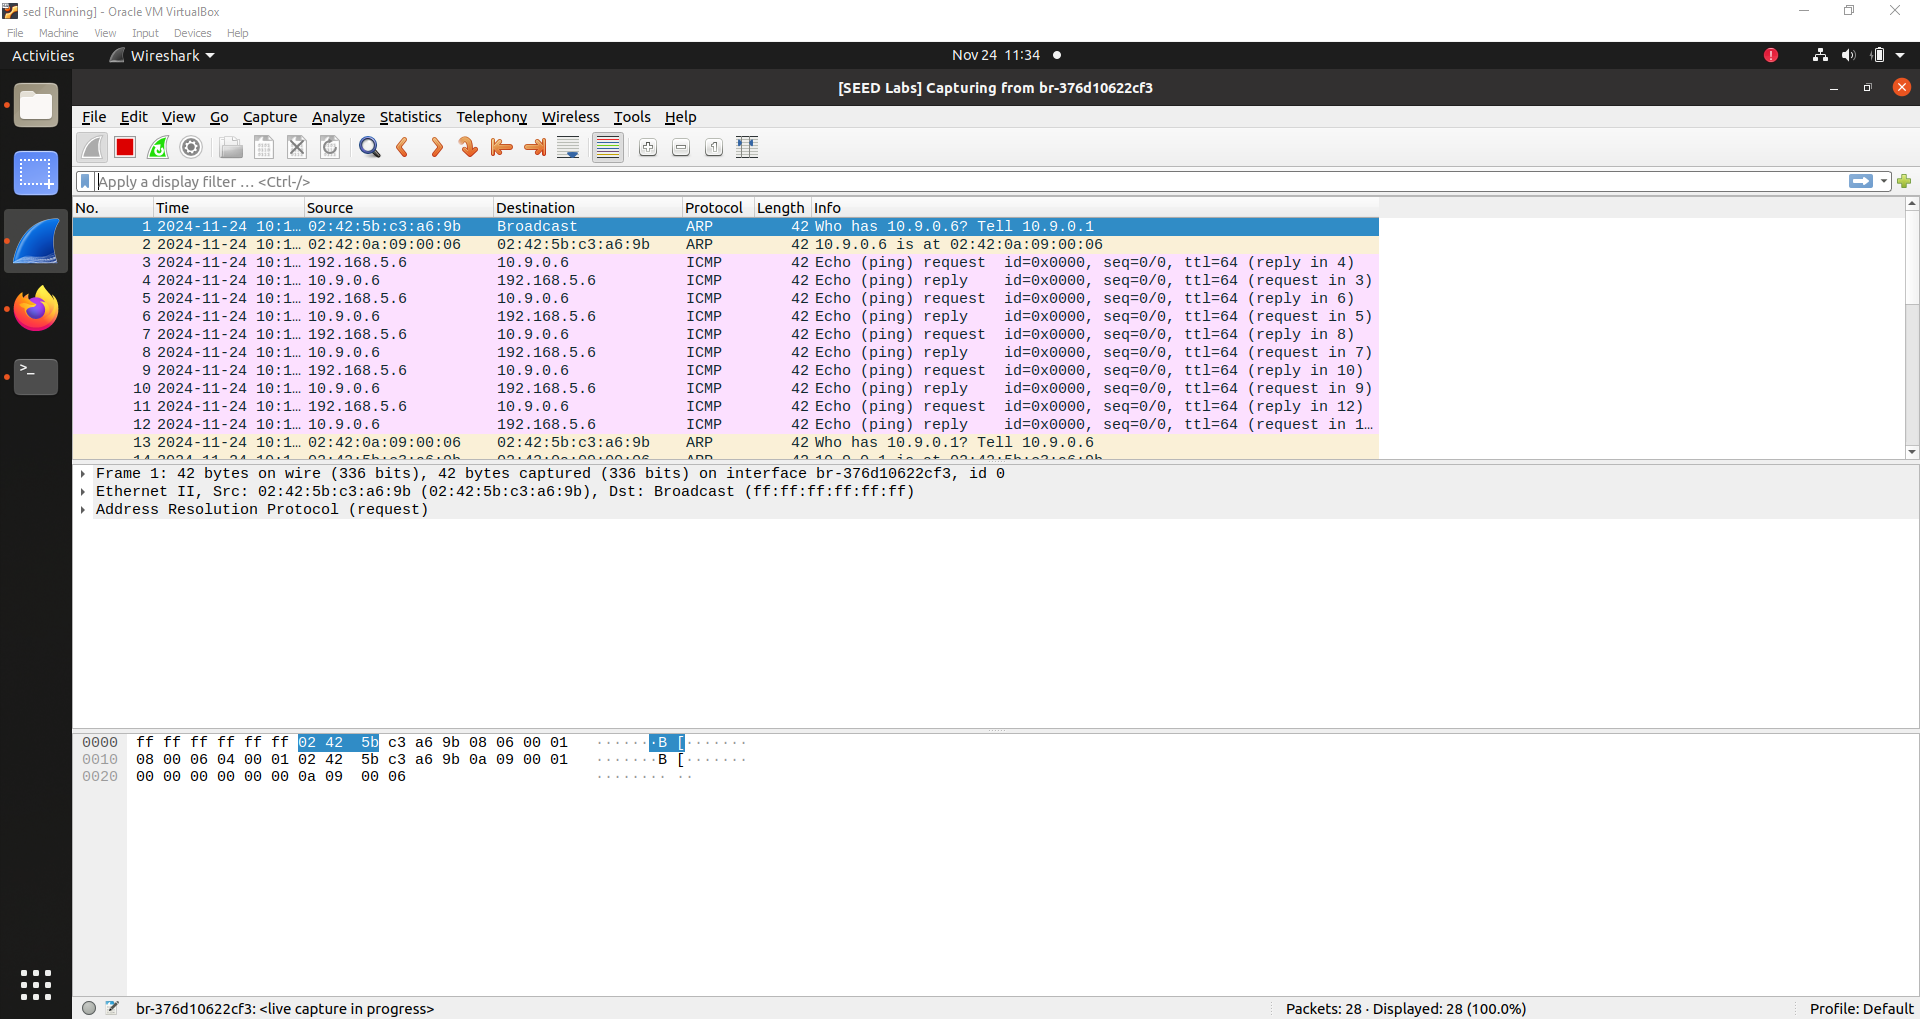 sed [Running] - Oracle VM VirtualBox
File Machine View Input Devices Help
Activities Wireshark Nov 24 11:34
[SEED Labs] Capturing from br-376d10622cf3
File Edit View Go Capture Analyze Statistics Telephony Wireless Tools Help
Apply a display filter … <Ctrl-/>
No. Time Source Destination Protocol Length Info
1 2024-11-24 10:1… 02:42:5b:c3:a6:9b Broadcast ARP 42 Who has 10.9.0.6? Tell 10.9.0.1
2 2024-11-24 10:1… 02:42:0a:09:00:06 02:42:5b:c3:a6:9b ARP 42 10.9.0.6 is at 02:42:0a:09:00:06
3 2024-11-24 10:1… 192.168.5.6 10.9.0.6 ICMP 42 Echo (ping) request id=0x0000, seq=0/0, ttl=64 (reply in 4)
4 2024-11-24 10:1… 10.9.0.6 192.168.5.6 ICMP 42 Echo (ping) reply id=0x0000, seq=0/0, ttl=64 (request in 3)
5 2024-11-24 10:1… 192.168.5.6 10.9.0.6 ICMP 42 Echo (ping) request id=0x0000, seq=0/0, ttl=64 (reply in 6)
6 2024-11-24 10:1… 10.9.0.6 192.168.5.6 ICMP 42 Echo (ping) reply id=0x0000, seq=0/0, ttl=64 (request in 5)
7 2024-11-24 10:1… 192.168.5.6 10.9.0.6 ICMP 42 Echo (ping) request id=0x0000, seq=0/0, ttl=64 (reply in 8)
8 2024-11-24 10:1… 10.9.0.6 192.168.5.6 ICMP 42 Echo (ping) reply id=0x0000, seq=0/0, ttl=64 (request in 7)
9 2024-11-24 10:1… 192.168.5.6 10.9.0.6 ICMP 42 Echo (ping) request id=0x0000, seq=0/0, ttl=64 (reply in 10)
10 2024-11-24 10:1… 10.9.0.6 192.168.5.6 ICMP 42 Echo (ping) reply id=0x0000, seq=0/0, ttl=64 (request in 9)
11 2024-11-24 10:1… 192.168.5.6 10.9.0.6 ICMP 42 Echo (ping) request id=0x0000, seq=0/0, ttl=64 (reply in 12)
12 2024-11-24 10:1… 10.9.0.6 192.168.5.6 ICMP 42 Echo (ping) reply id=0x0000, seq=0/0, ttl=64 (request in 1…
13 2024-11-24 10:1… 02:42:0a:09:00:06 02:42:5b:c3:a6:9b ARP 42 Who has 10.9.0.1? Tell 10.9.0.6
Frame 1: 42 bytes on wire (336 bits), 42 bytes captured (336 bits) on interface br-376d10622cf3, id 0
Ethernet II, Src: 02:42:5b:c3:a6:9b (02:42:5b:c3:a6:9b), Dst: Broadcast (ff:ff:ff:ff:ff:ff)
Address Resolution Protocol (request)
0000 ff ff ff ff ff ff 02 42 5b c3 a6 9b 08 06 00 01 ·······B [·······
0010 08 00 06 04 00 01 02 42 5b c3 a6 9b 0a 09 00 01 ·······B [·······
0020 00 00 00 00 00 00 0a 09 00 06 ········ ··
br-376d10622cf3: <live capture in progress> Packets: 28 · Displayed: 28 (100.0%) Profile: Default